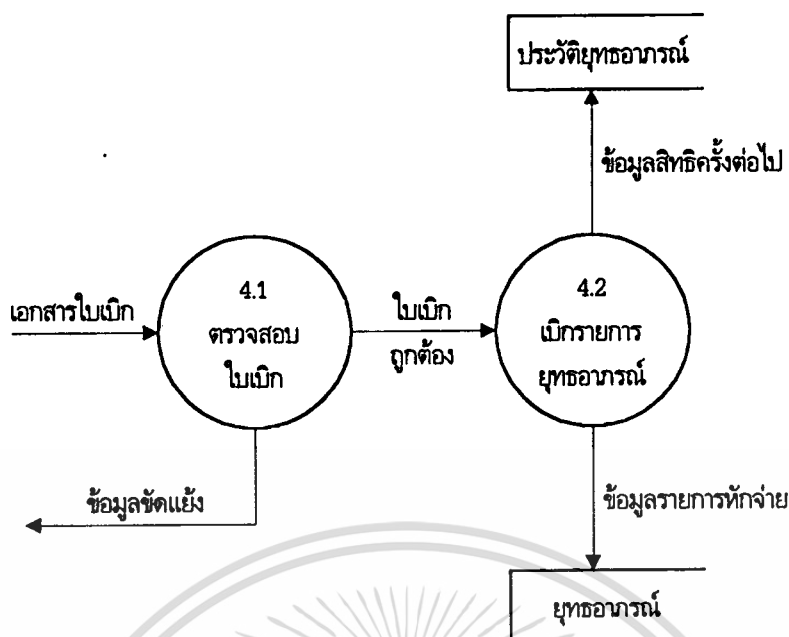 ประวัติยุทธอาภรณ์
ข้อมูลสิทธิครั้งต่อไป
เอกสารใบเบิก
4.1
ตรวจสอบ
ใบเบิก
ใบเบิก
ถูกต้อง
4.2
เบิกรายการ
ยุทธอาภรณ์
ข้อมูลขัดแย้ง
ข้อมูลรายการหักจ่าย
ยุทธอาภรณ์